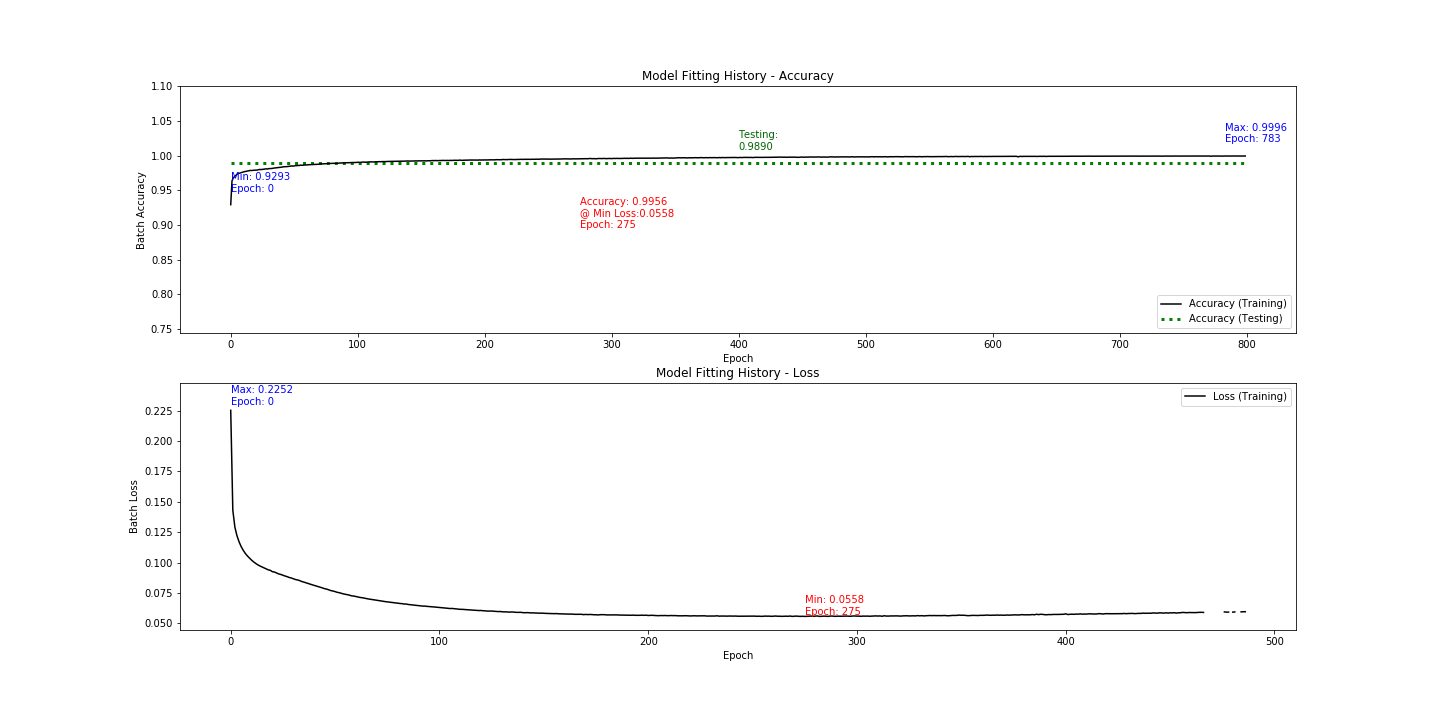 Model Fitting History - Accuracy
1.10
1.05
1.00
0.95
0.90
0.85
0.80
0.75
Batch Accuracy
Min: 0.9293
Epoch: 0
Testing:
0.9890
Max: 0.9996
Epoch: 783
Accuracy: 0.9956
@ Min Loss:0.0558
Epoch: 275
Accuracy (Training)
Accuracy (Testing)
0 100 200 300 400 500 600 700 800
Epoch
Model Fitting History - Loss
Max: 0.2252
Epoch: 0
Loss (Training)
0.225
0.200
0.175
0.150
0.125
0.100
0.075
0.050
Batch Loss
Min: 0.0558
Epoch: 275
0 100 200 300 400 500
Epoch